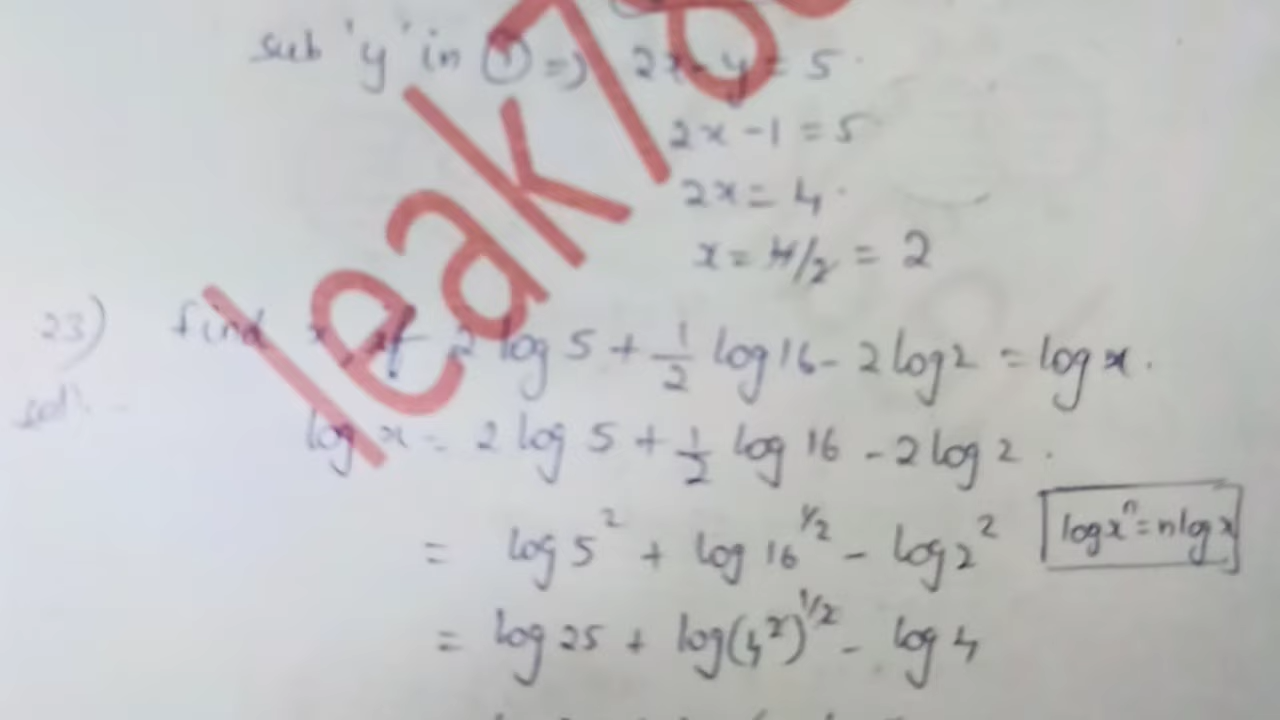 sub 'y' in ① => 2x - y = 5.
2x - 1 = 5
2x = 4.
x = 4/2 = 2
23) find x, if 2 log 5 + 1/2 log 16 - 2 log 2 = log x.
sol:-
log x = 2 log 5 + 1/2 log 16 - 2 log 2.
= log 5² + log 16^1/2 - log 2²
log xⁿ = n log x
= log 25 + log (4²)^1/2 - log 4
leak78